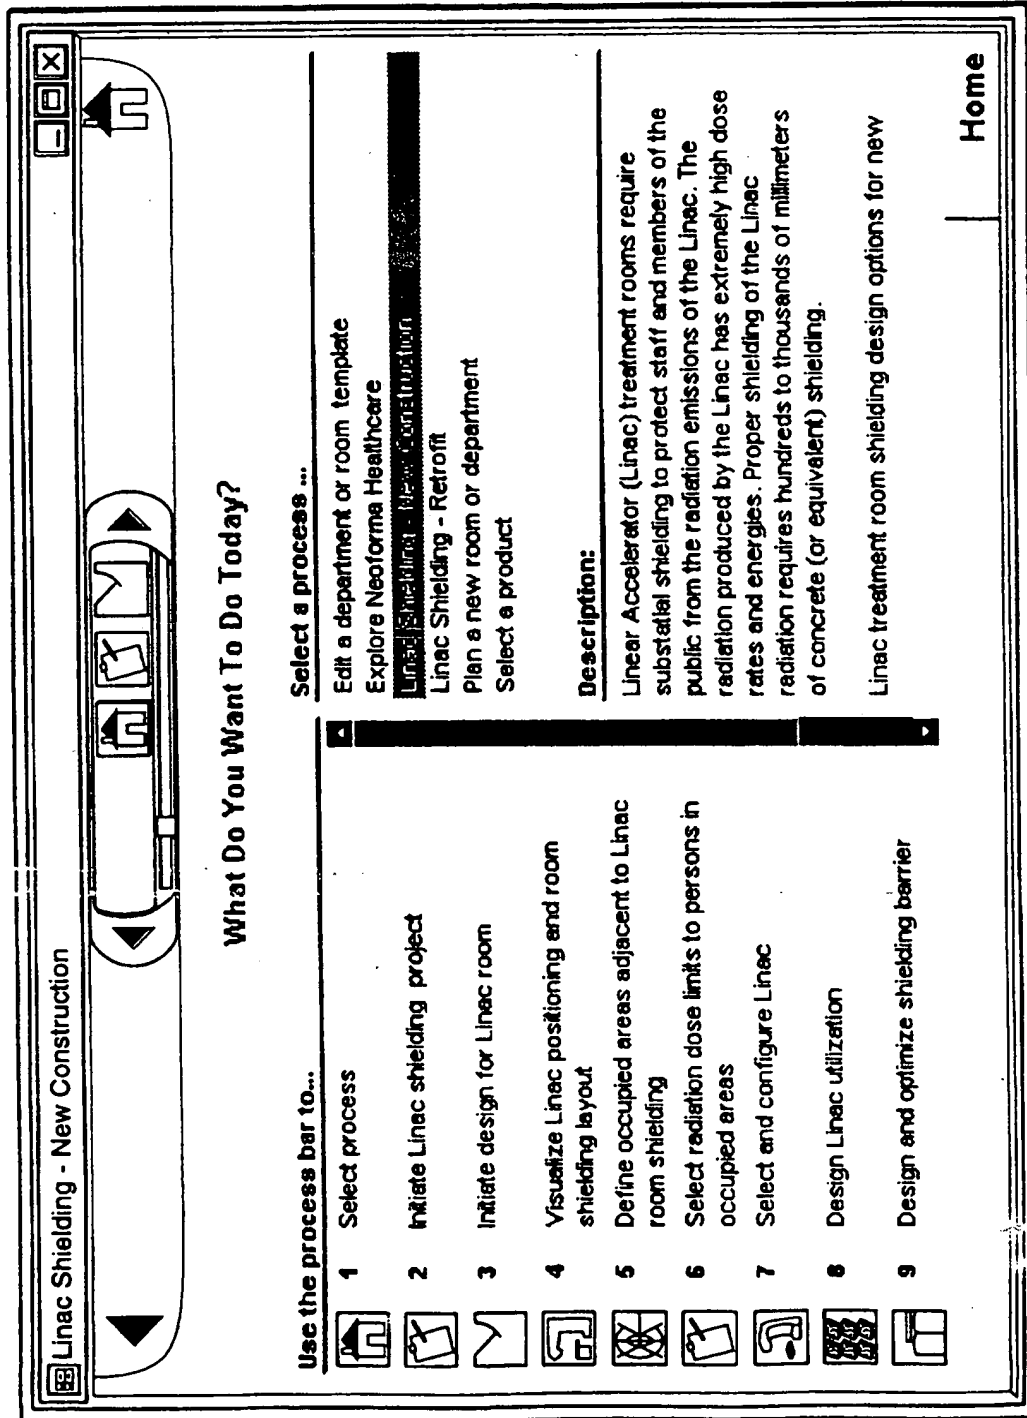 Linac Shielding - New Construction
What Do You Want To Do Today?
Use the process bar to...
1 Select process
2 Initiate Linac shielding project
3 Initiate design for Linac room
4 Visualize Linac positioning and room
shielding layout
5 Define occupied areas adjacent to Linac
room shielding
6 Select radiation dose limits to persons in
occupied areas
7 Select and configure Linac
8 Design Linac utilization
9 Design and optimize shielding barrier
Select a process ...
Edit a department or room template
Explore Neoforma Healthcare
Linac Shielding - New Construction
Linac Shielding - Retrofit
Plan a new room or department
Select a product
Description:
Linear Accelerator (Linac) treatment rooms require
substatial shielding to protect staff and members of the
public from the radiation emissions of the Linac. The
radiation produced by the Linac has extremely high dose
rates and energies. Proper shielding of the Linac
radiation requires hundreds to thousands of millimeters
of concrete (or equivalent) shielding.
Linac treatment room shielding design options for new
Home